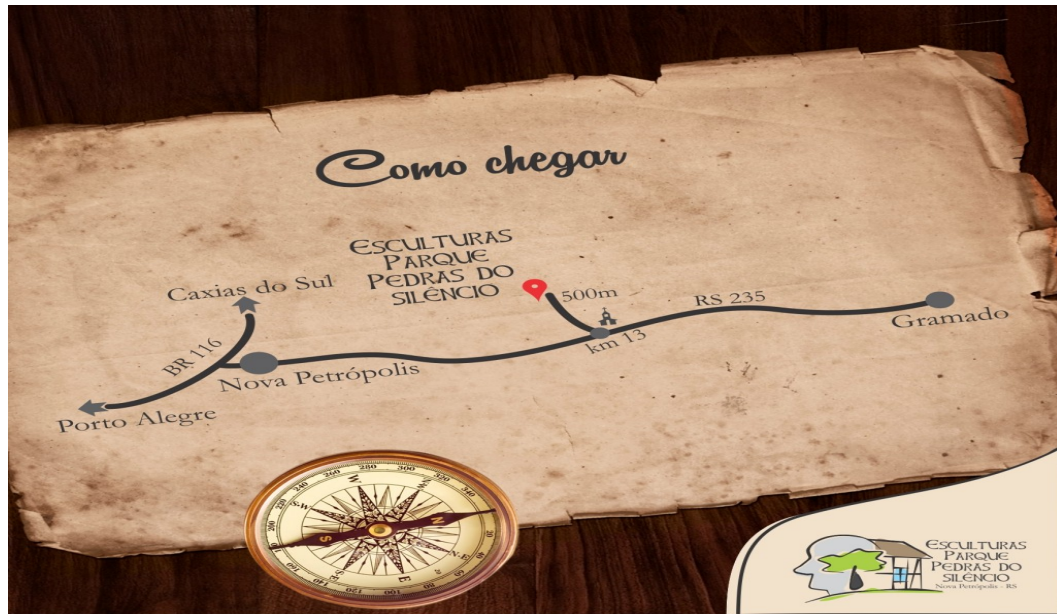 Como chegar
ESCULTURAS
PARQUE
PEDRAS DO
SILÊNCIO
500m
Caxias do Sul
RS 235
Gramado
km 13
BR 116
Nova Petrópolis
Porto Alegre
ESCULTURAS
PARQUE
PEDRAS DO
SILÊNCIO
Nova Petrópolis - RS